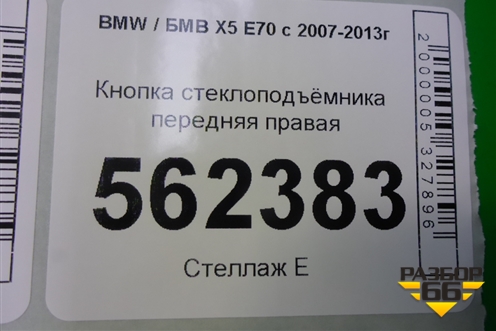 BMW / БМВ X5 E70 с 2007-2013г
Кнопка стеклоподъёмника
передняя правая
562383
Стеллаж Е
2000005327896
РАЗБОР
66